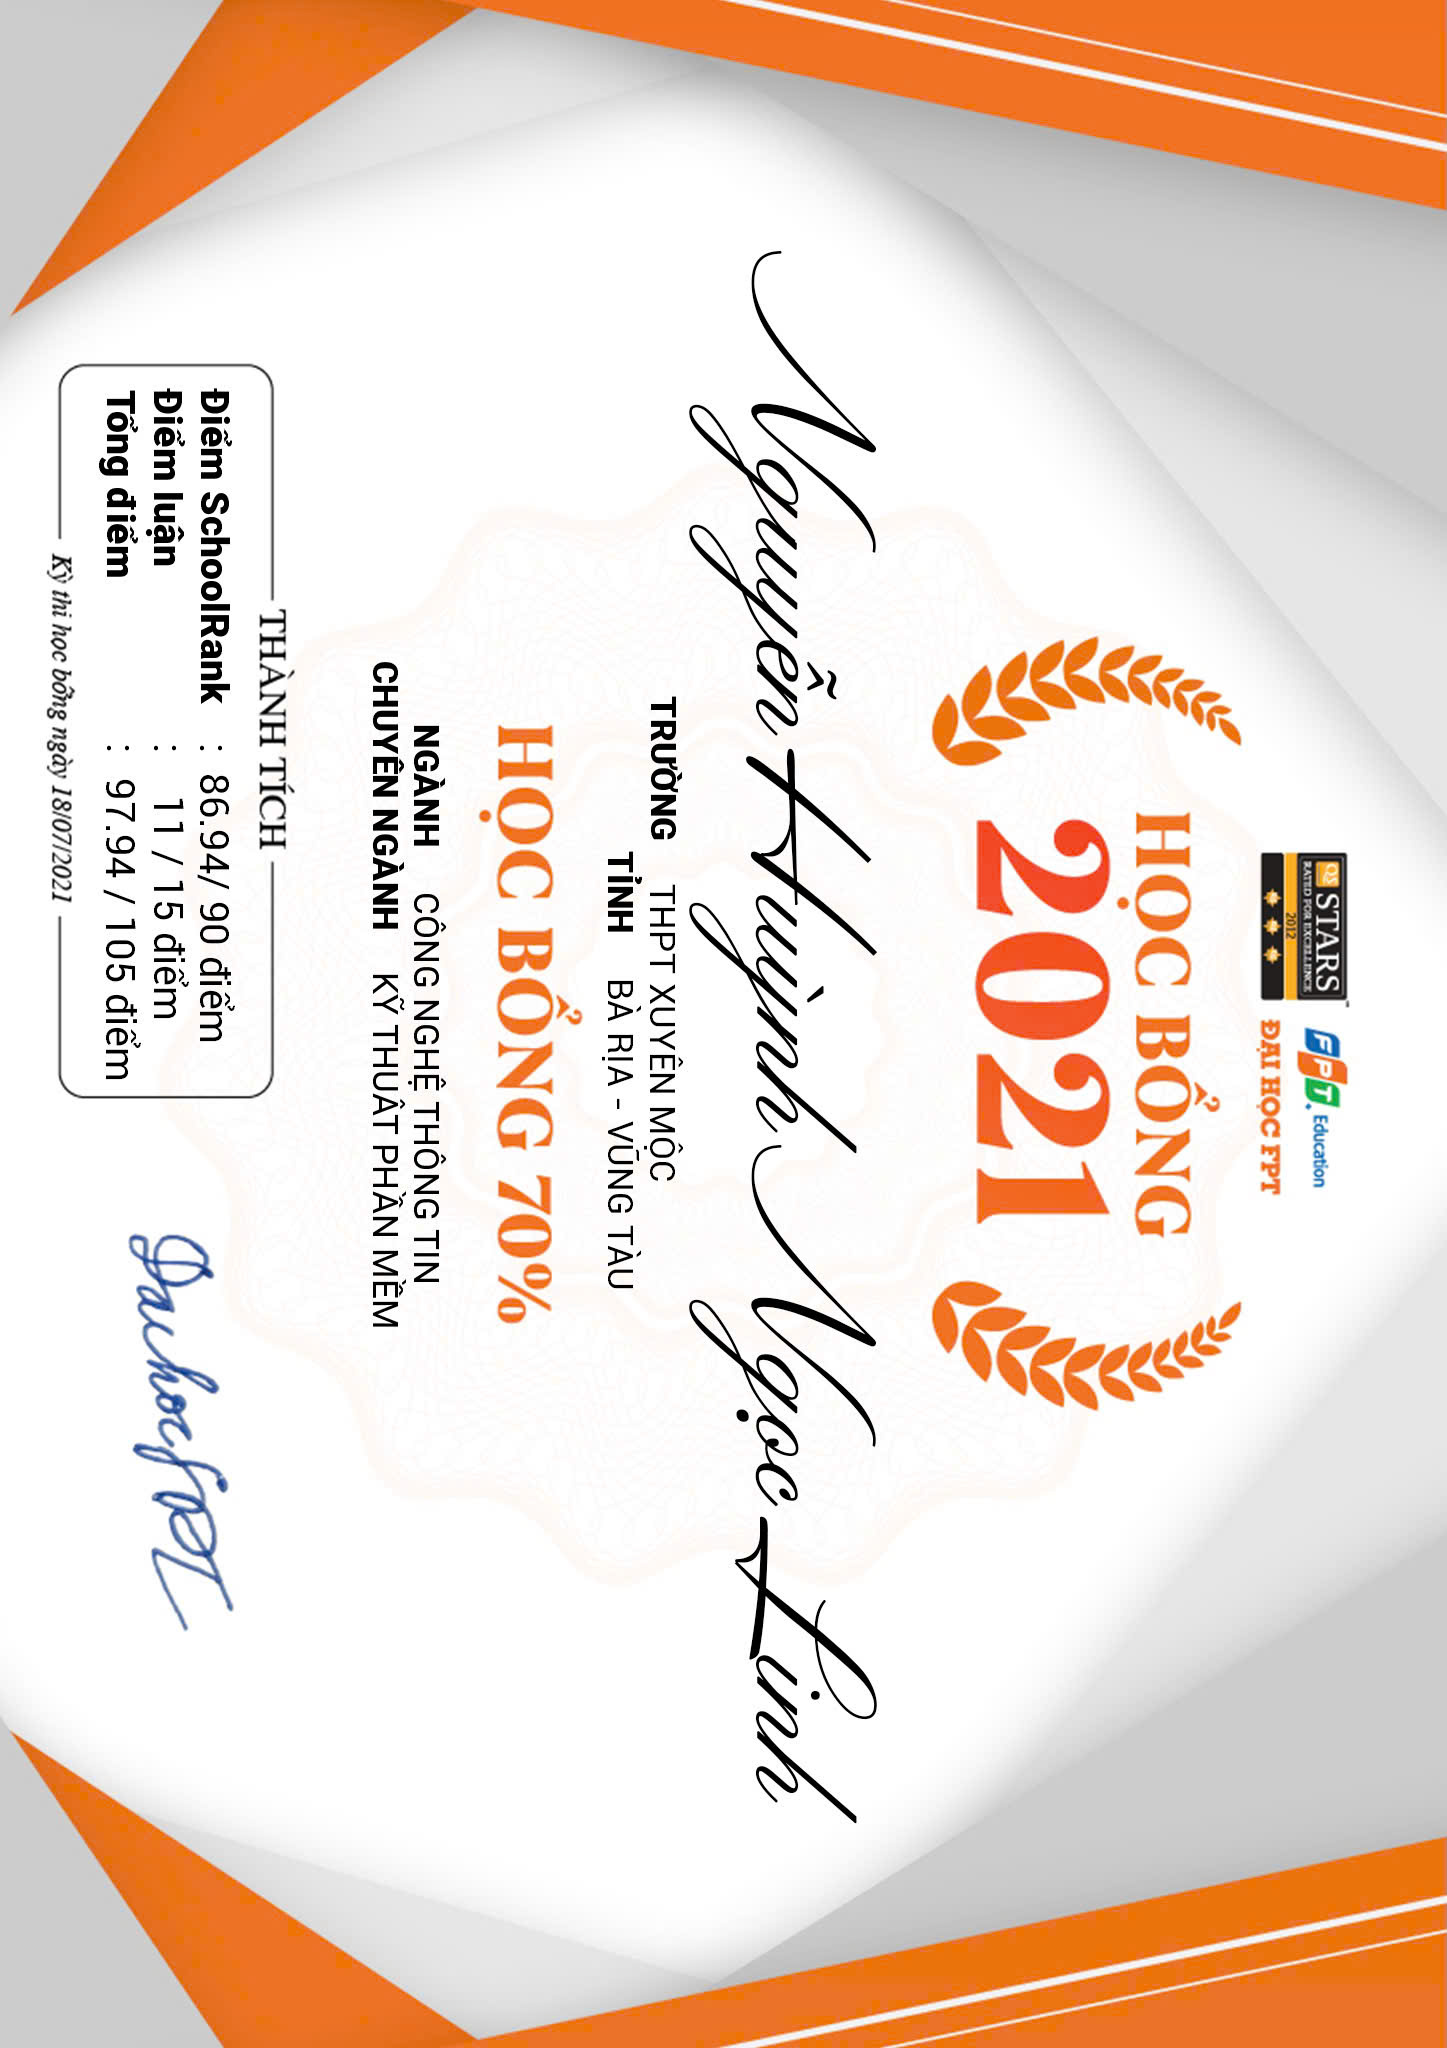 QS STARS™
RATED FOR EXCELLENCE
2012
FPT. Education
ĐẠI HỌC FPT
HỌC BỔNG
2021
Nguyễn Huỳnh Ngọc Linh
TRƯỜNG THPT XUYÊN MỘC
TỈNH BÀ RỊA - VŨNG TÀU
HỌC BỔNG 70%
NGÀNH CÔNG NGHỆ THÔNG TIN
CHUYÊN NGÀNH KỸ THUÂT PHẦN MỀM
THÀNH TÍCH
Điểm SchoolRank : 86.94/ 90 điểm
Điểm luận : 11 / 15 điểm
Tổng điểm : 97.94 / 105 điểm
Kỳ thi học bổng ngày 18/07/2021
Đaihọc FPT